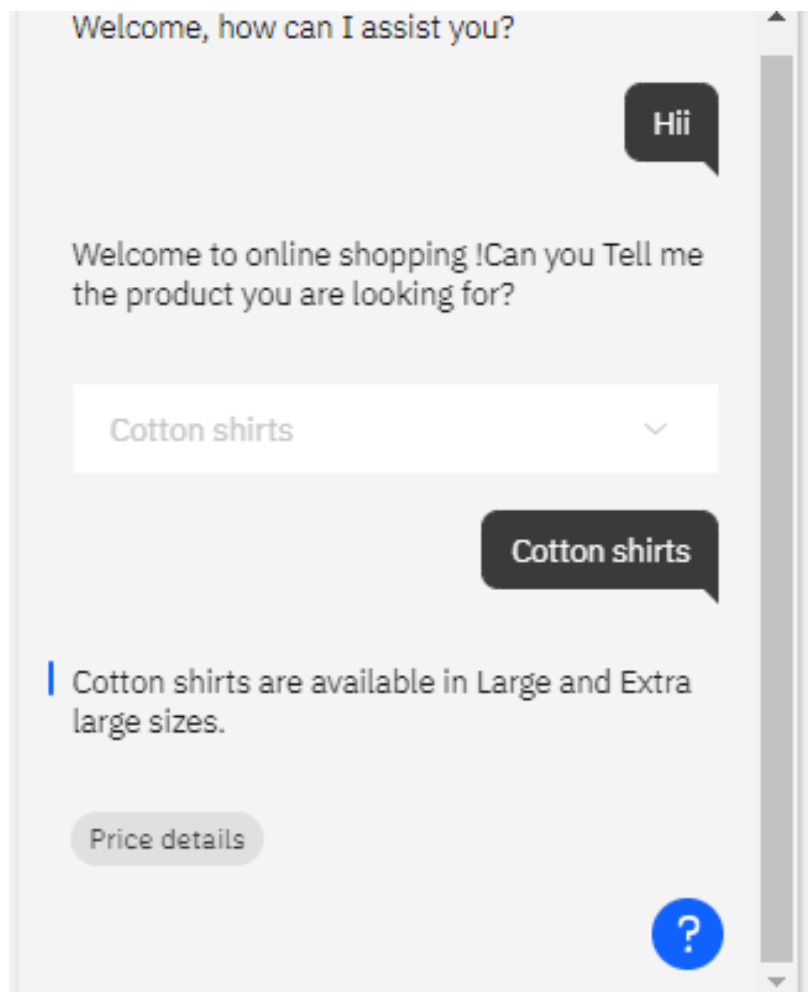 Welcome, how can I assist you?
Hii
Welcome to online shopping !Can you Tell me
the product you are looking for?
Cotton shirts
Cotton shirts
Cotton shirts are available in Large and Extra
large sizes.
Price details
?